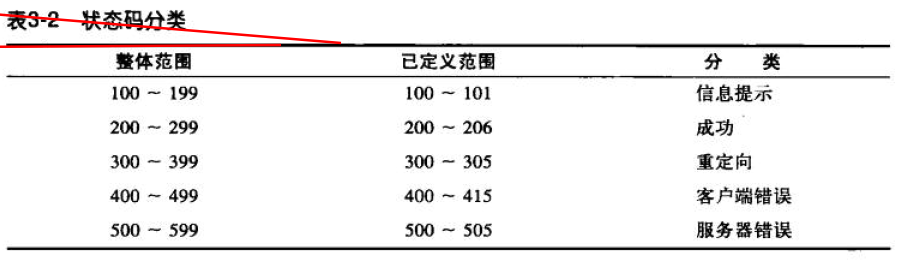 表3-2 状态码分类
整体范围 已定义范围 分 类
100 ~ 199 100 ~ 101 信息提示
200 ~ 299 200 ~ 206 成功
300 ~ 399 300 ~ 305 重定向
400 ~ 499 400 ~ 415 客户端错误
500 ~ 599 500 ~ 505 服务器错误